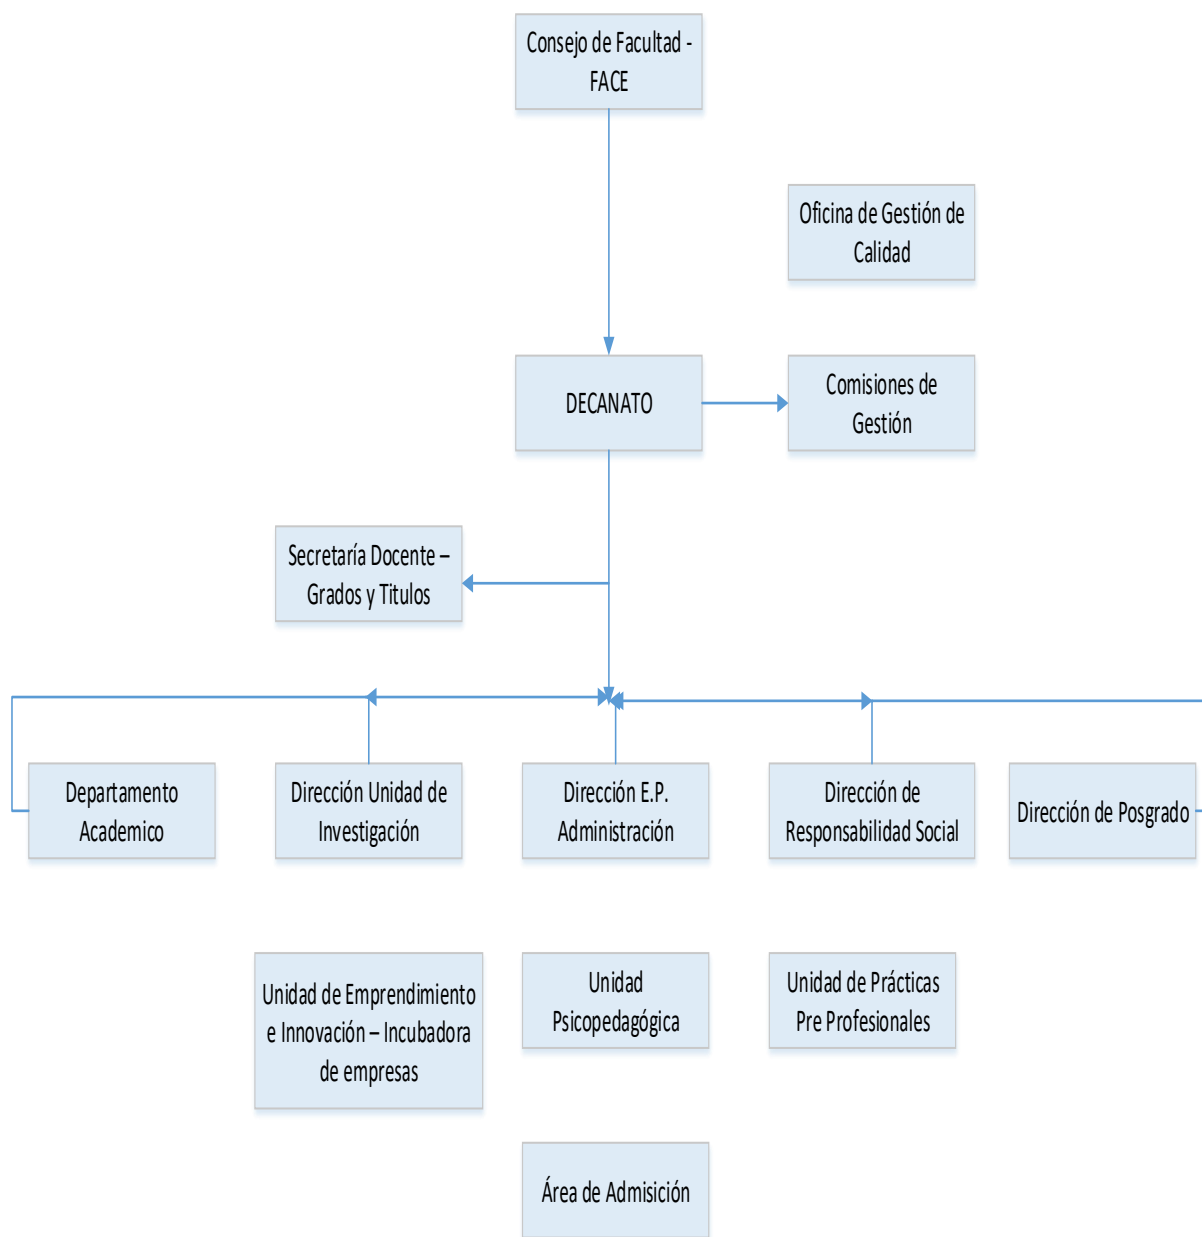 Consejo de Facultad -
FACE
Oficina de Gestión de
Calidad
DECANATO
Comisiones de
Gestión
Secretaría Docente –
Grados y Titulos
Departamento
Academico
Dirección Unidad de
Investigación
Dirección E.P.
Administración
Dirección de
Responsabilidad Social
Dirección de Posgrado
Unidad de Emprendimiento
e Innovación – Incubadora
de empresas
Unidad
Psicopedagógica
Unidad de Prácticas
Pre Profesionales
Área de Admisición